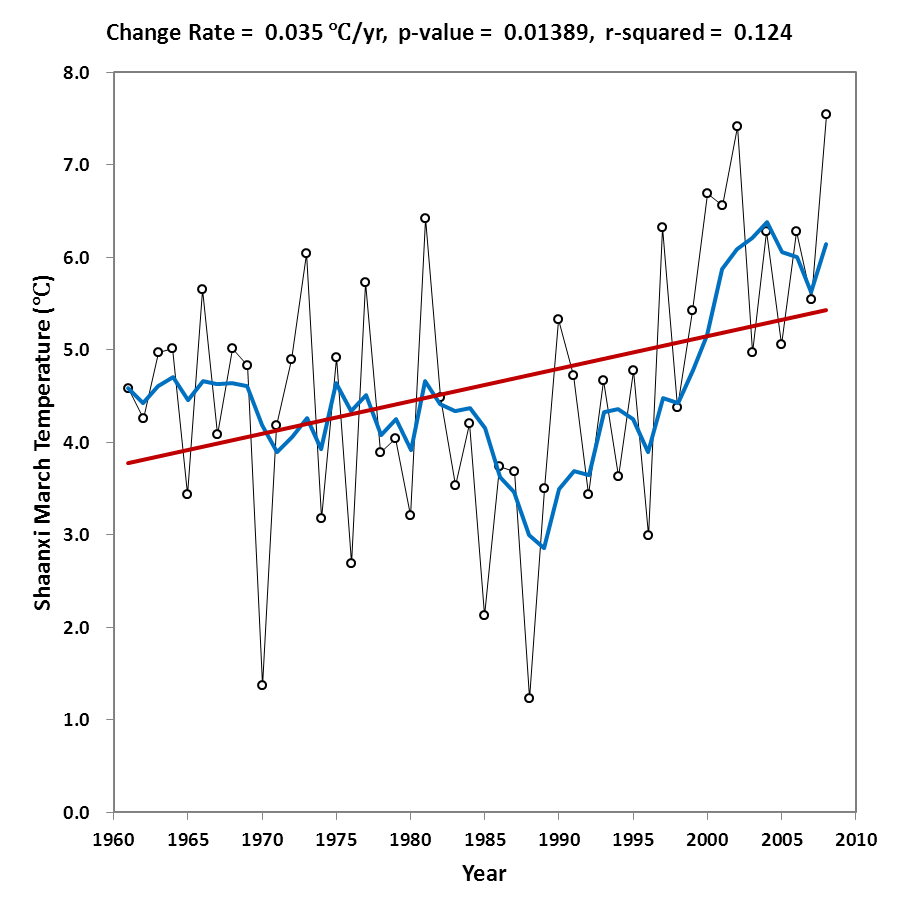 Change Rate = 0.035 ℃/yr, p-value = 0.01389, r-squared = 0.124
8.0
7.0
6.0
5.0
4.0
3.0
2.0
1.0
0.0
Shaanxi March Temperature (℃)
1960 1965 1970 1975 1980 1985 1990 1995 2000 2005 2010
Year